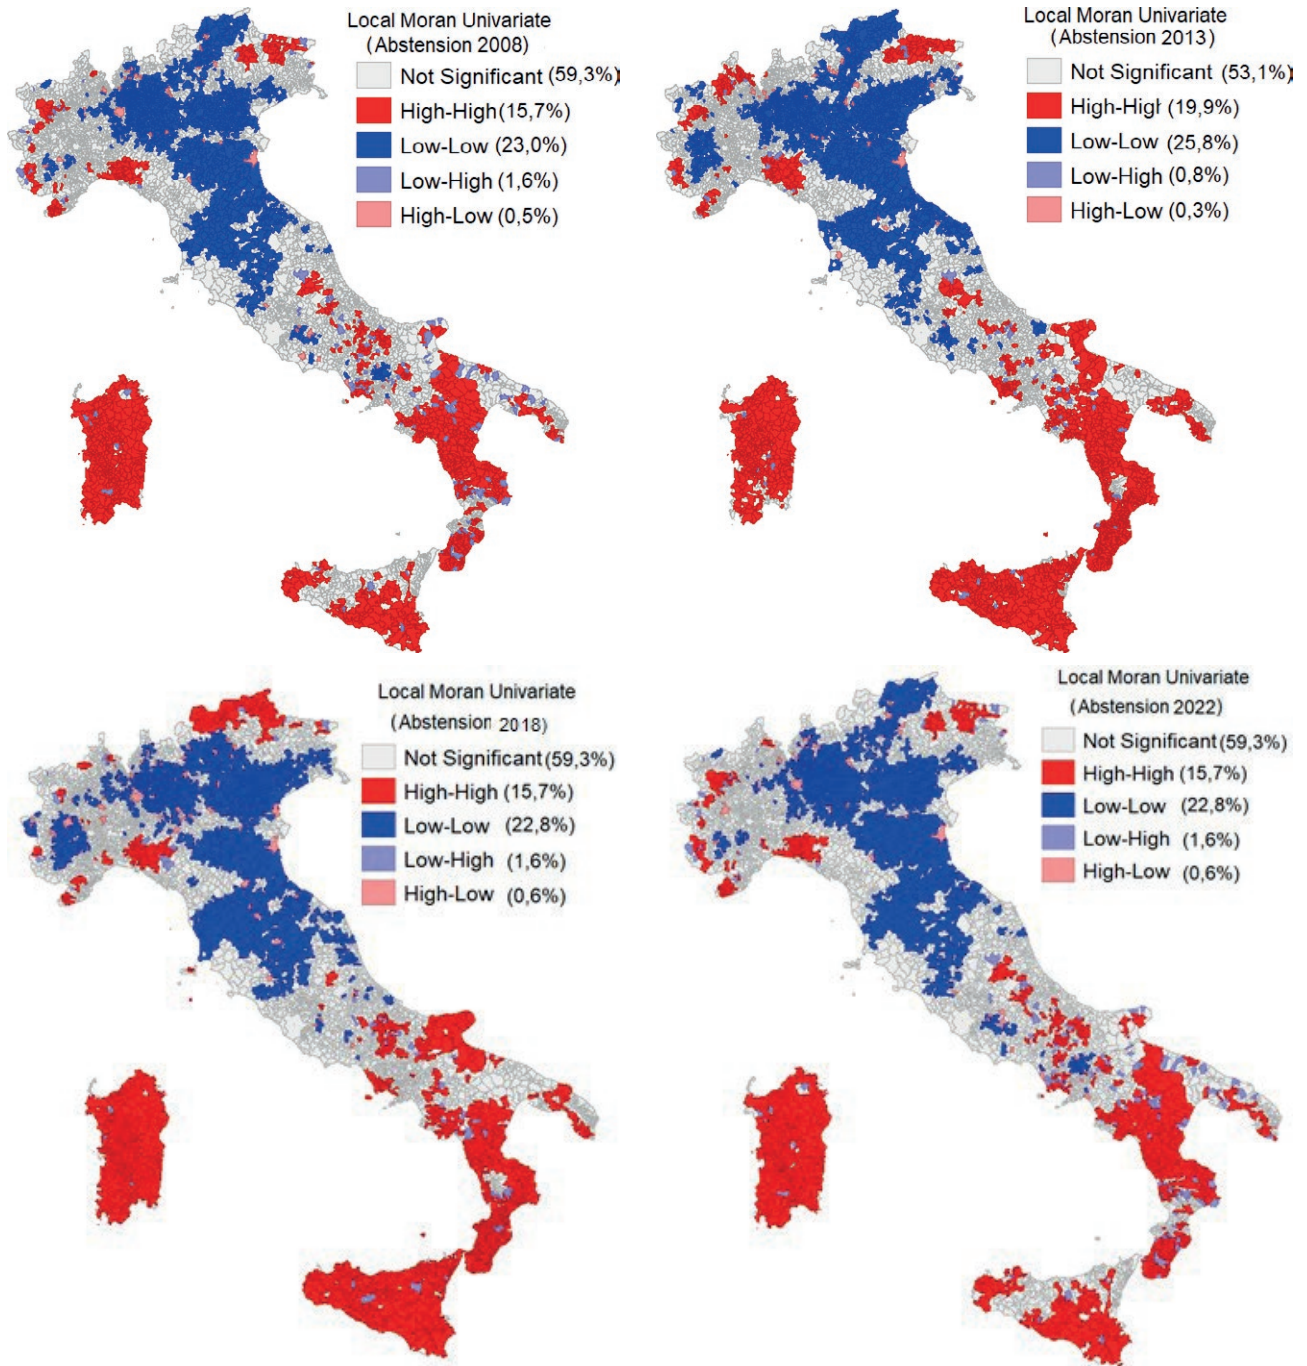 Local Moran Univariate
(Abstension 2008)
Not Significant (59,3%)
High-High (15,7%)
Low-Low (23,0%)
Low-High (1,6%)
High-Low (0,5%)
Local Moran Univariate
(Abstension 2013)
Not Significant (53,1%)
High-High (19,9%)
Low-Low (25,8%)
Low-High (0,8%)
High-Low (0,3%)
Local Moran Univariate
(Abstension 2018)
Not Significant (59,3%)
High-High (15,7%)
Low-Low (22,8%)
Low-High (1,6%)
High-Low (0,6%)
Local Moran Univariate
(Abstension 2022)
Not Significant (59,3%)
High-High (15,7%)
Low-Low (22,8%)
Low-High (1,6%)
High-Low (0,6%)